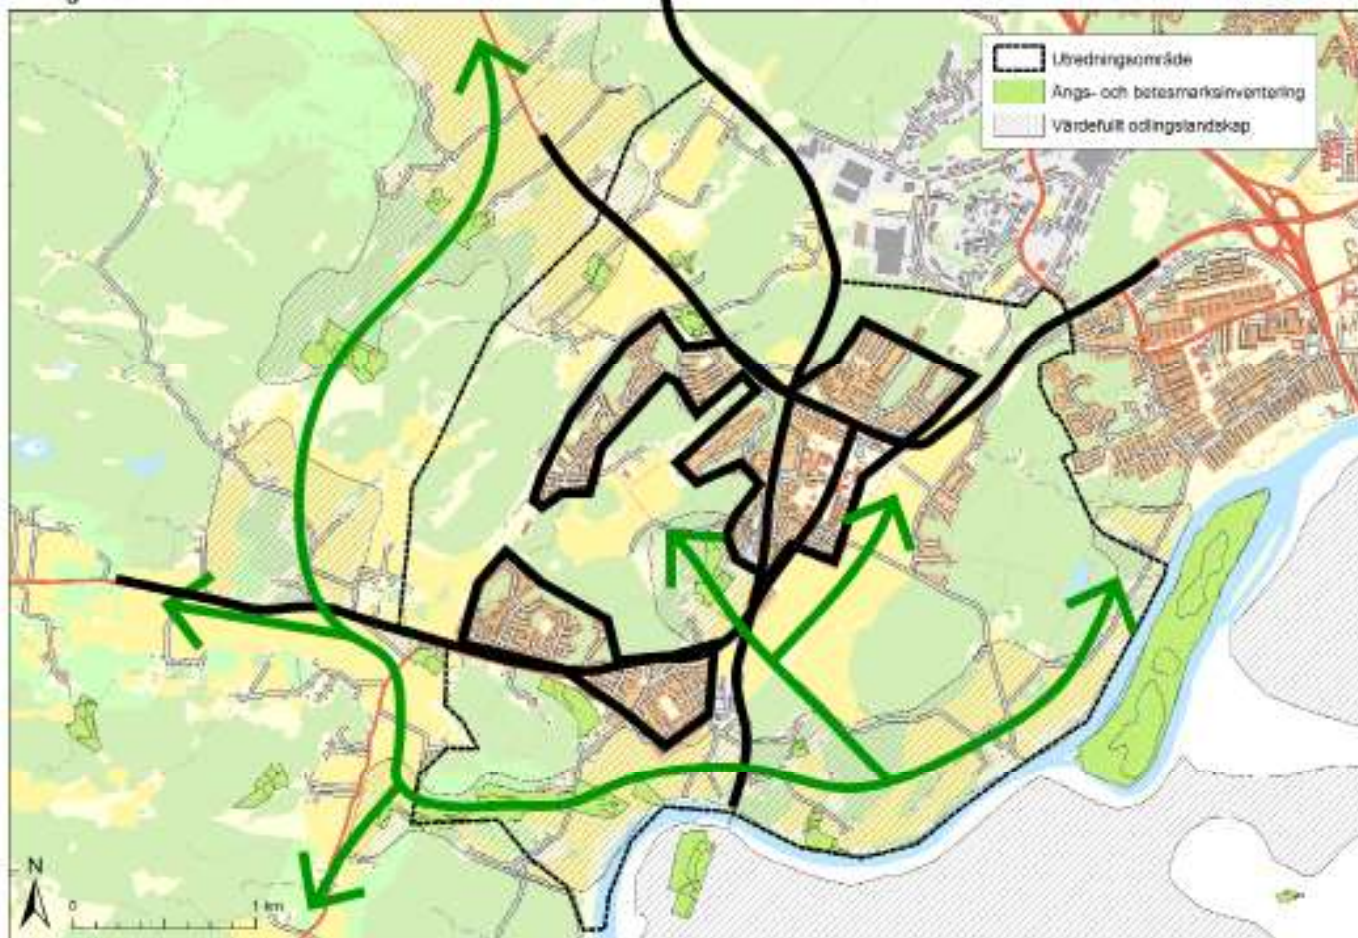 Utredningsområde
Ängs- och betesmarksinventering
Värdefullt odlingslandskap
N
0 1 km